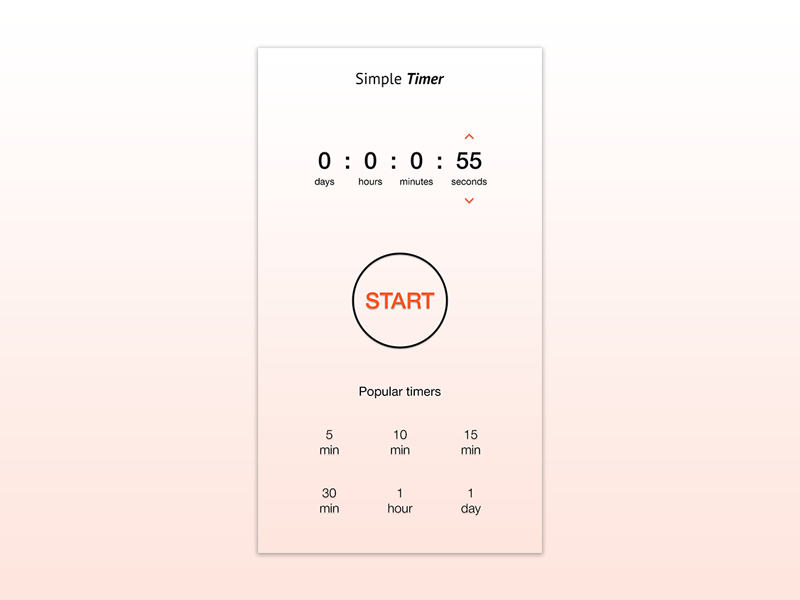 Simple Timer
0 : 0 : 0 : 55
days hours minutes seconds
START
Popular timers
5 10 15
min min min
30 1 1
min hour day